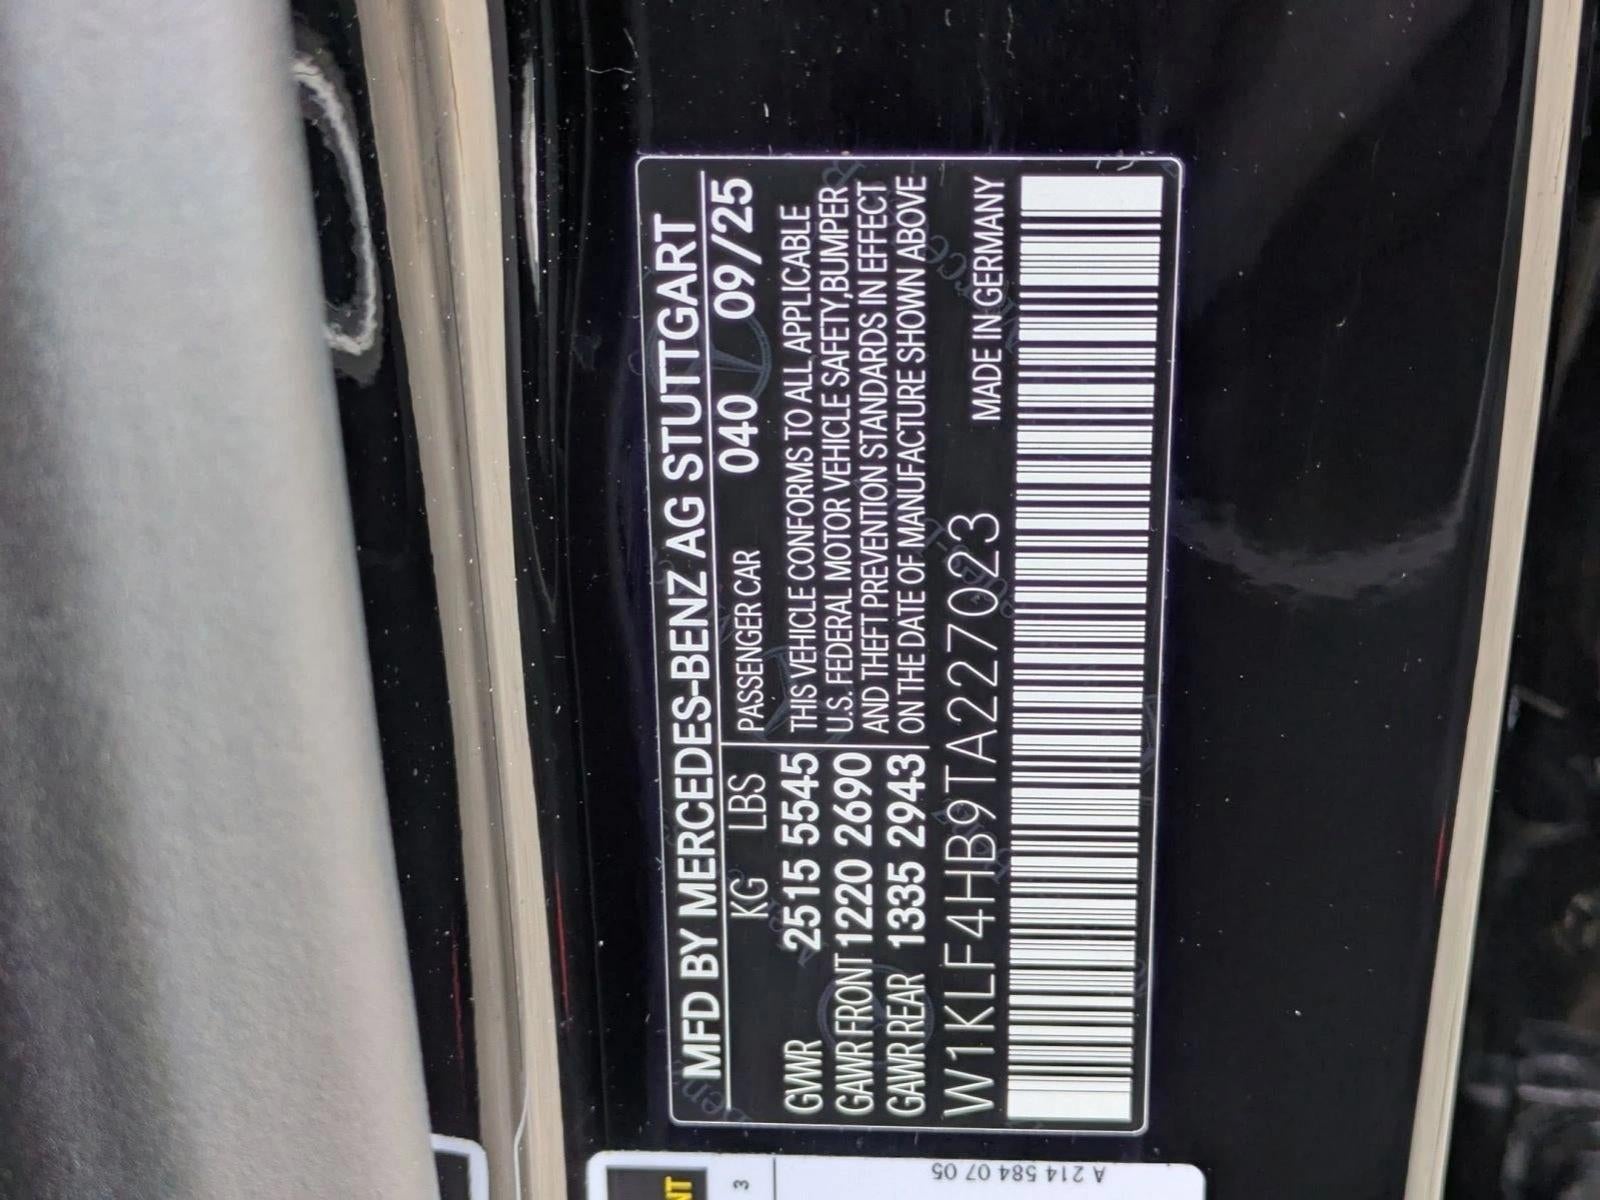 MFD BY MERCEDES-BENZ AG STUTTGART
KG LBS PASSENGER CAR 040 09/25
GVWR 2515 5545 THIS VEHICLE CONFORMS TO ALL APPLICABLE
GAWR FRONT 1220 2690 U.S. FEDERAL MOTOR VEHICLE SAFETY,BUMPER
GAWR REAR 1335 2943 AND THEFT PREVENTION STANDARDS IN EFFECT
ON THE DATE OF MANUFACTURE SHOWN ABOVE
W1KLF4HB9TA227023 MADE IN GERMANY
3
A 214 584 07 05